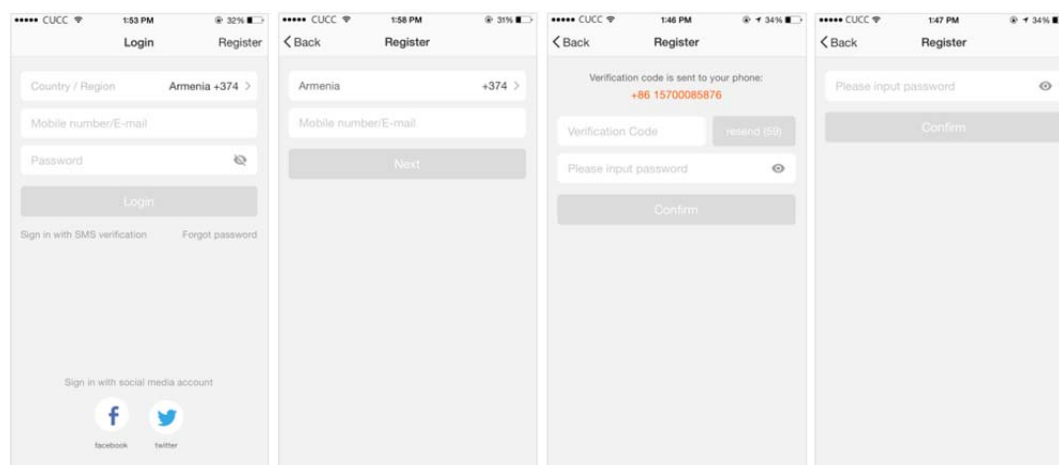 CUCC 1:53 PM 32%
Login Register
Country / Region Armenia +374 >
Mobile number/E-mail
Password
Login
Sign in with SMS verification Forgot password
Sign in with social media account
facebook twitter
CUCC 1:58 PM 31%
Back Register
Armenia +374 >
Mobile number/E-mail
Next
CUCC 1:46 PM 34%
Back Register
Verification code is sent to your phone:
+86 15700085876
Verification Code resend (59)
Please input password
Confirm
CUCC 1:47 PM 34%
Back Register
Please input password
Confirm